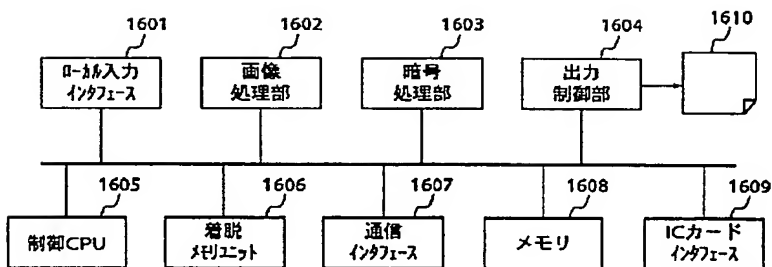 1601
1602
1603
1604
1610
ローカル入力
インタフェース
画像
処理部
暗号
処理部
出力
制御部
1605
1606
1607
1608
1609
制御CPU
着脱
メモリユニット
通信
インタフェース
メモリ
ICカード
インタフェース